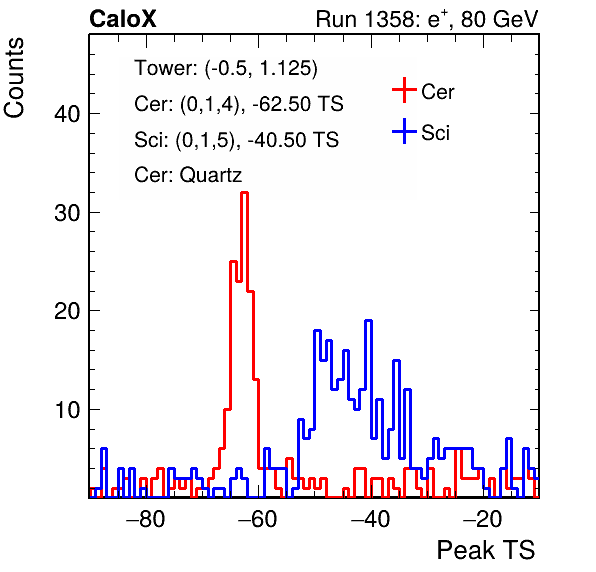 CaloX Run 1358: e⁺, 80 GeV
Counts
Tower: (-0.5, 1.125)
Cer: (0,1,4), -62.50 TS
Sci: (0,1,5), -40.50 TS
Cer: Quartz
Cer
Sci
40
30
20
10
−80 −60 −40 −20
Peak TS